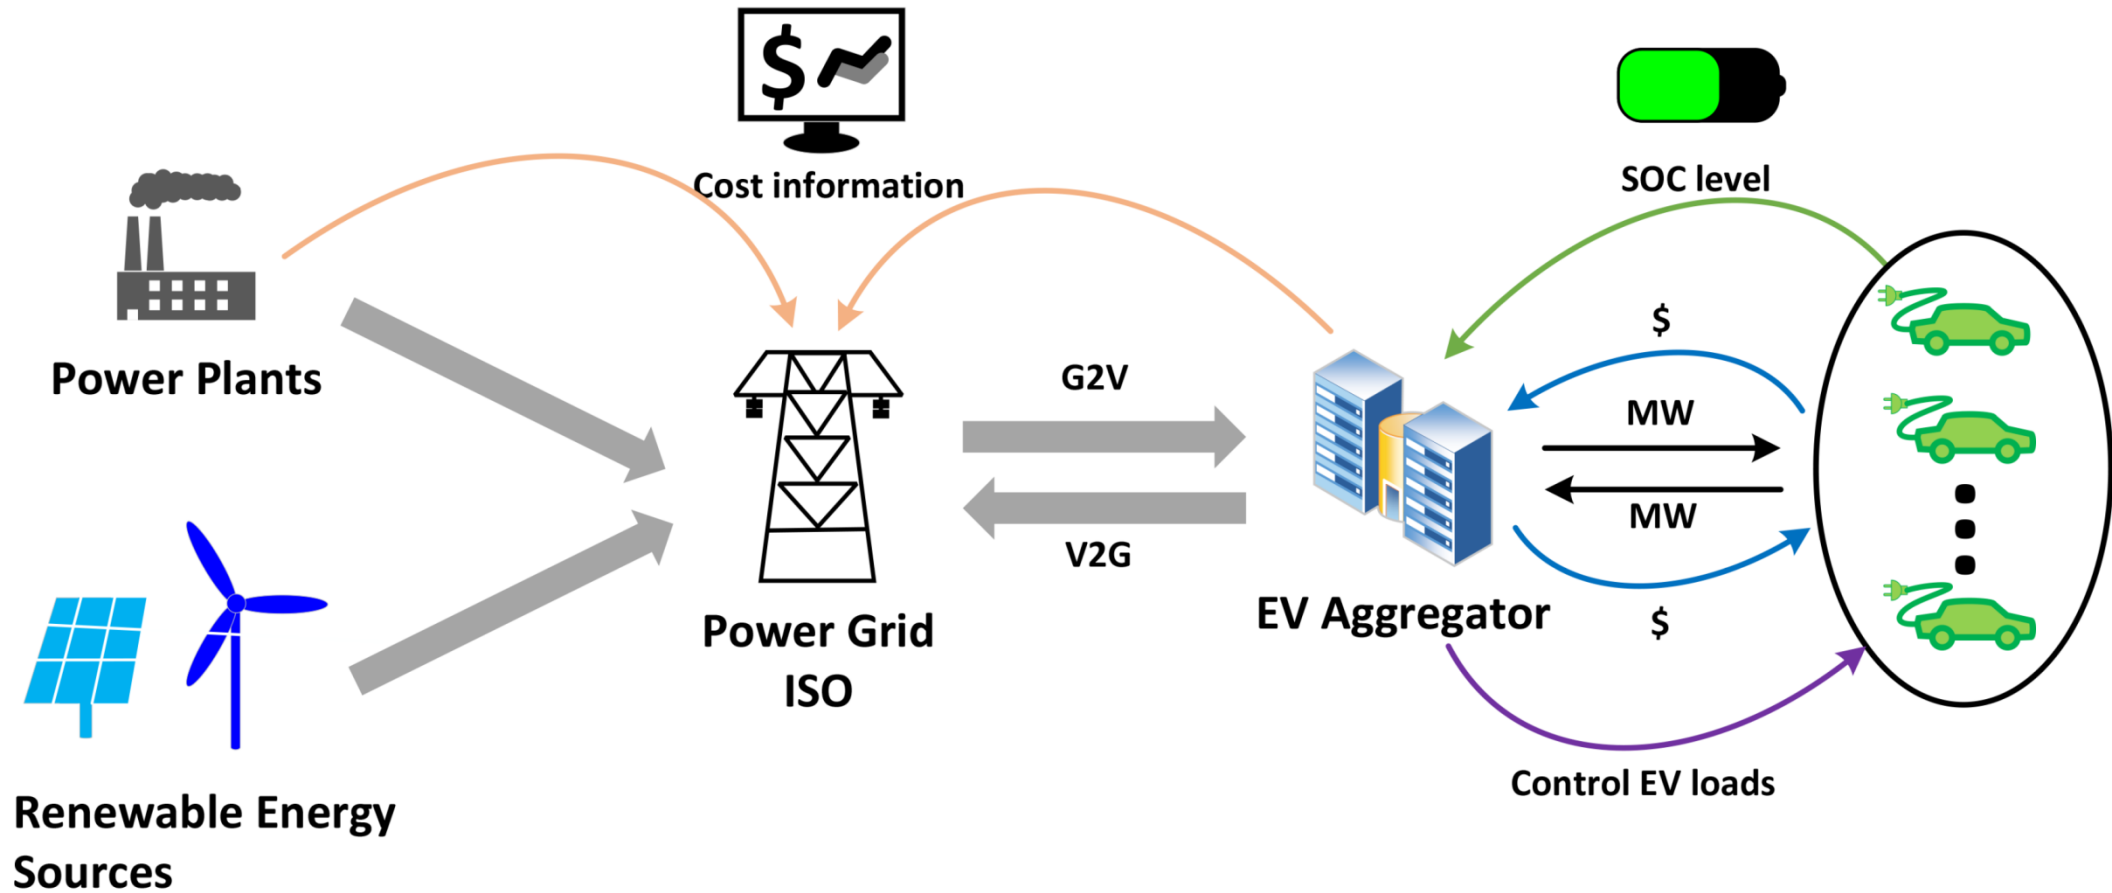 $
Cost information
SOC level
Power Plants
G2V
$
MW
MW
V2G
$
EV Aggregator
Power Grid
ISO
Control EV loads
Renewable Energy
Sources